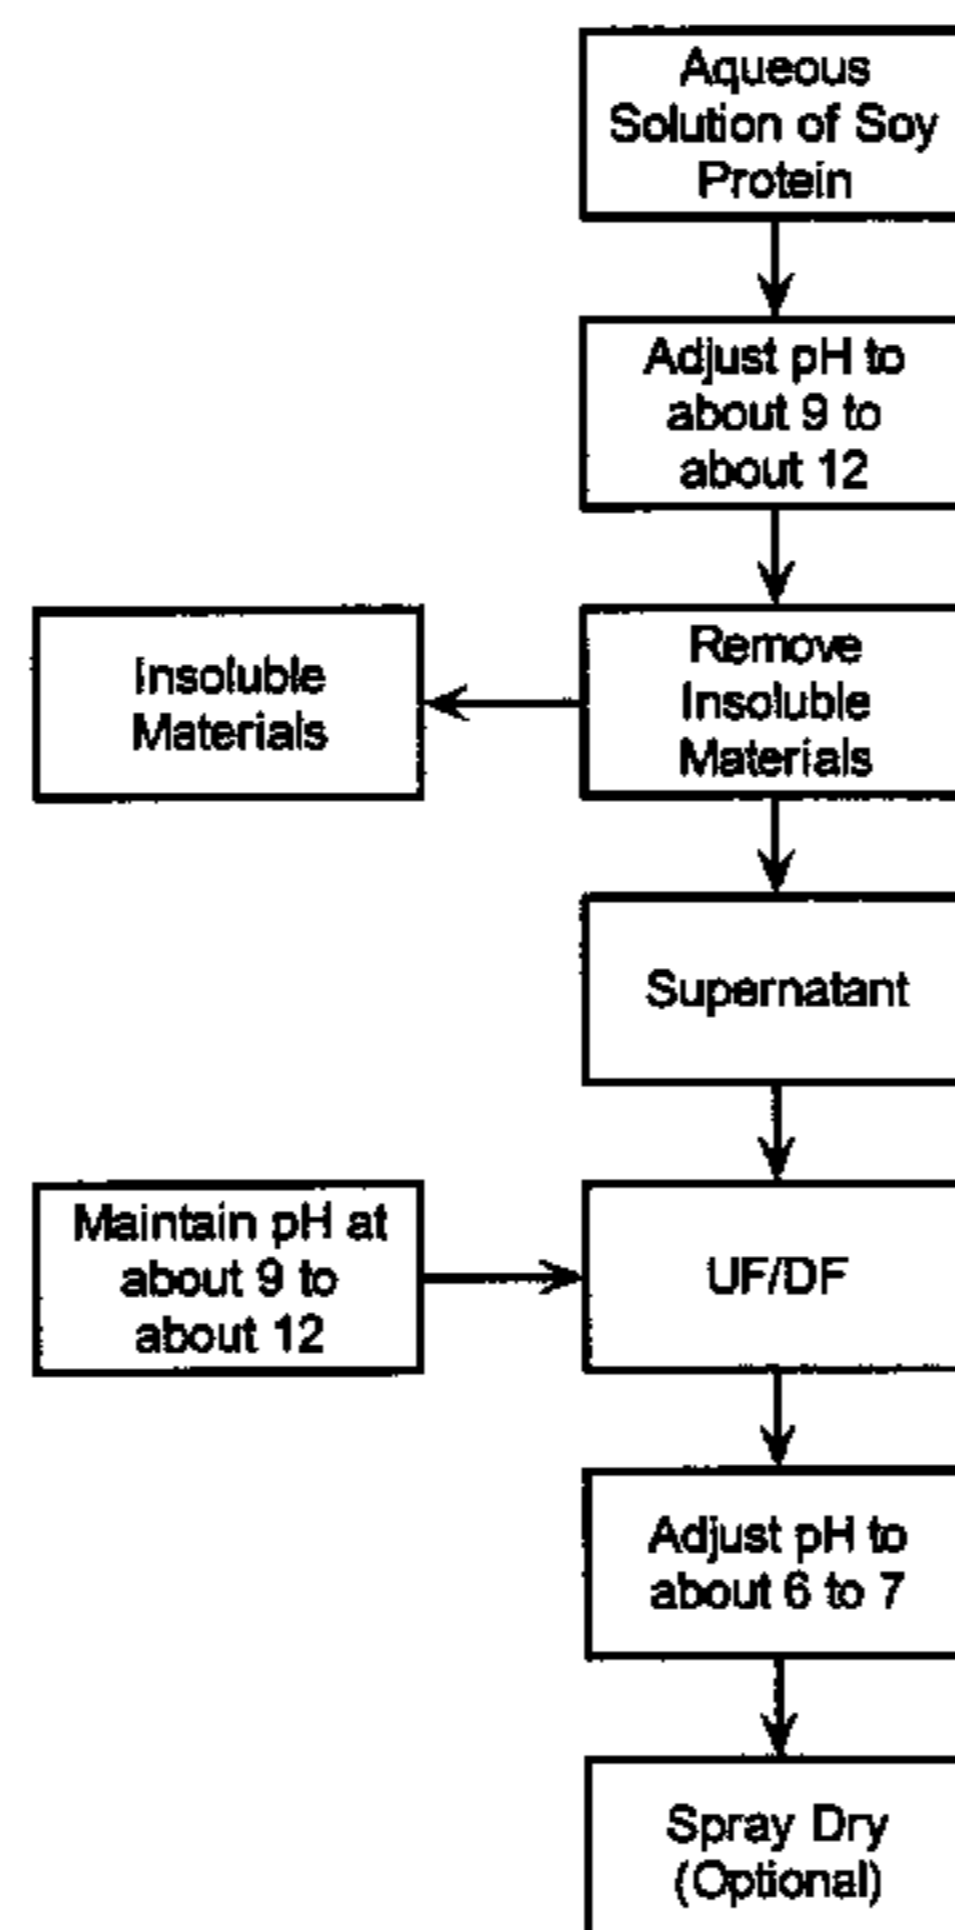 Aqueous
Solution of Soy
Protein
Adjust pH to
about 9 to
about 12
Insoluble
Materials
Remove
Insoluble
Materials
Supernatant
Maintain pH at
about 9 to
about 12
UF/DF
Adjust pH to
about 6 to 7
Spray Dry
(Optional)